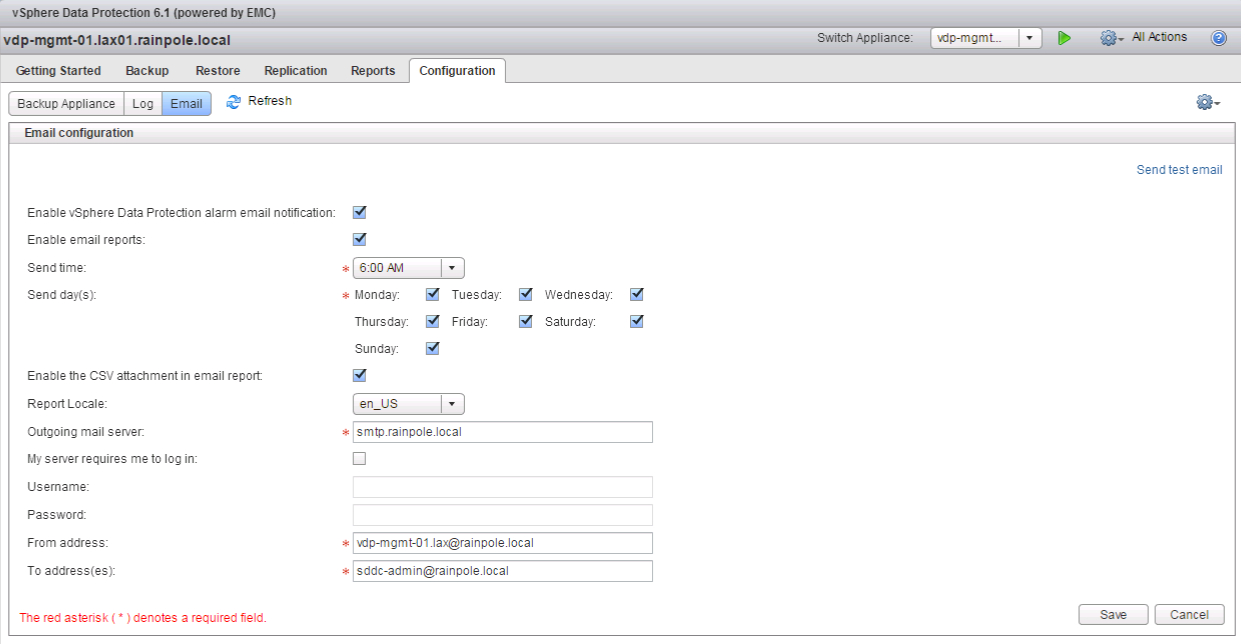 vSphere Data Protection 6.1 (powered by EMC)
vdp-mgmt-01.lax01.rainpole.local Switch Appliance: vdp-mgmt... All Actions ?
Getting Started Backup Restore Replication Reports Configuration
Backup Appliance Log Email Refresh
Email configuration
Send test email
Enable vSphere Data Protection alarm email notification:
Enable email reports:
Send time: * 6:00 AM
Send day(s): * Monday: Tuesday: Wednesday:
Thursday: Friday: Saturday:
Sunday:
Enable the CSV attachment in email report:
Report Locale: en_US
Outgoing mail server: * smtp.rainpole.local
My server requires me to log in:
Username:
Password:
From address: * vdp-mgmt-01.lax@rainpole.local
To address(es): * sddc-admin@rainpole.local
The red asterisk ( * ) denotes a required field. Save Cancel